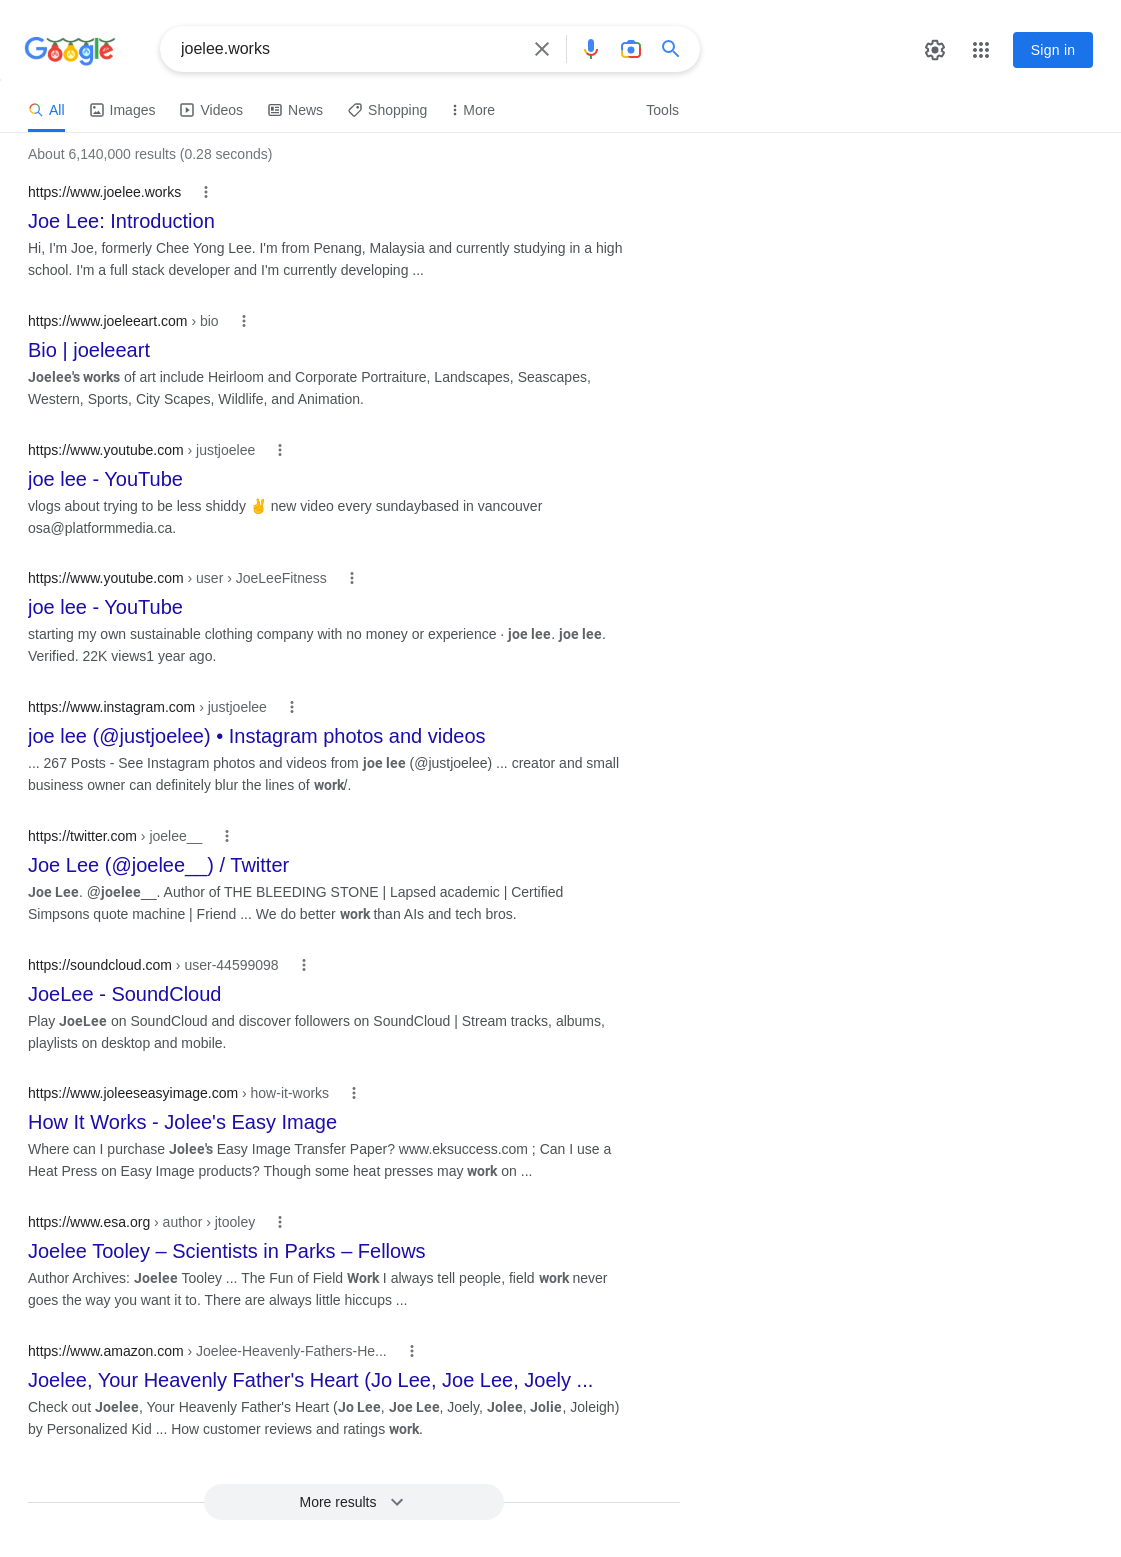 Google
joelee.works
Sign in
All Images Videos News Shopping More Tools
About 6,140,000 results (0.28 seconds)
https://www.joelee.works
Joe Lee: Introduction
Hi, I'm Joe, formerly Chee Yong Lee. I'm from Penang, Malaysia and currently studying in a high
school. I'm a full stack developer and I'm currently developing ...
https://www.joeleeart.com › bio
Bio | joeleeart
Joelee's works of art include Heirloom and Corporate Portraiture, Landscapes, Seascapes,
Western, Sports, City Scapes, Wildlife, and Animation.
https://www.youtube.com › justjoelee
joe lee - YouTube
vlogs about trying to be less shiddy ✌️ new video every sundaybased in vancouver
osa@platformmedia.ca.
https://www.youtube.com › user › JoeLeeFitness
joe lee - YouTube
starting my own sustainable clothing company with no money or experience · joe lee. joe lee.
Verified. 22K views1 year ago.
https://www.instagram.com › justjoelee
joe lee (@justjoelee) • Instagram photos and videos
... 267 Posts - See Instagram photos and videos from joe lee (@justjoelee) ... creator and small
business owner can definitely blur the lines of work/.
https://twitter.com › joelee__
Joe Lee (@joelee__) / Twitter
Joe Lee. @joelee__. Author of THE BLEEDING STONE | Lapsed academic | Certified
Simpsons quote machine | Friend ... We do better work than AIs and tech bros.
https://soundcloud.com › user-44599098
JoeLee - SoundCloud
Play JoeLee on SoundCloud and discover followers on SoundCloud | Stream tracks, albums,
playlists on desktop and mobile.
https://www.joleeseasyimage.com › how-it-works
How It Works - Jolee's Easy Image
Where can I purchase Jolee's Easy Image Transfer Paper? www.eksuccess.com ; Can I use a
Heat Press on Easy Image products? Though some heat presses may work on ...
https://www.esa.org › author › jtooley
Joelee Tooley – Scientists in Parks – Fellows
Author Archives: Joelee Tooley ... The Fun of Field Work I always tell people, field work never
goes the way you want it to. There are always little hiccups ...
https://www.amazon.com › Joelee-Heavenly-Fathers-He...
Joelee, Your Heavenly Father's Heart (Jo Lee, Joe Lee, Joely ...
Check out Joelee, Your Heavenly Father's Heart (Jo Lee, Joe Lee, Joely, Jolee, Jolie, Joleigh)
by Personalized Kid ... How customer reviews and ratings work.
More results